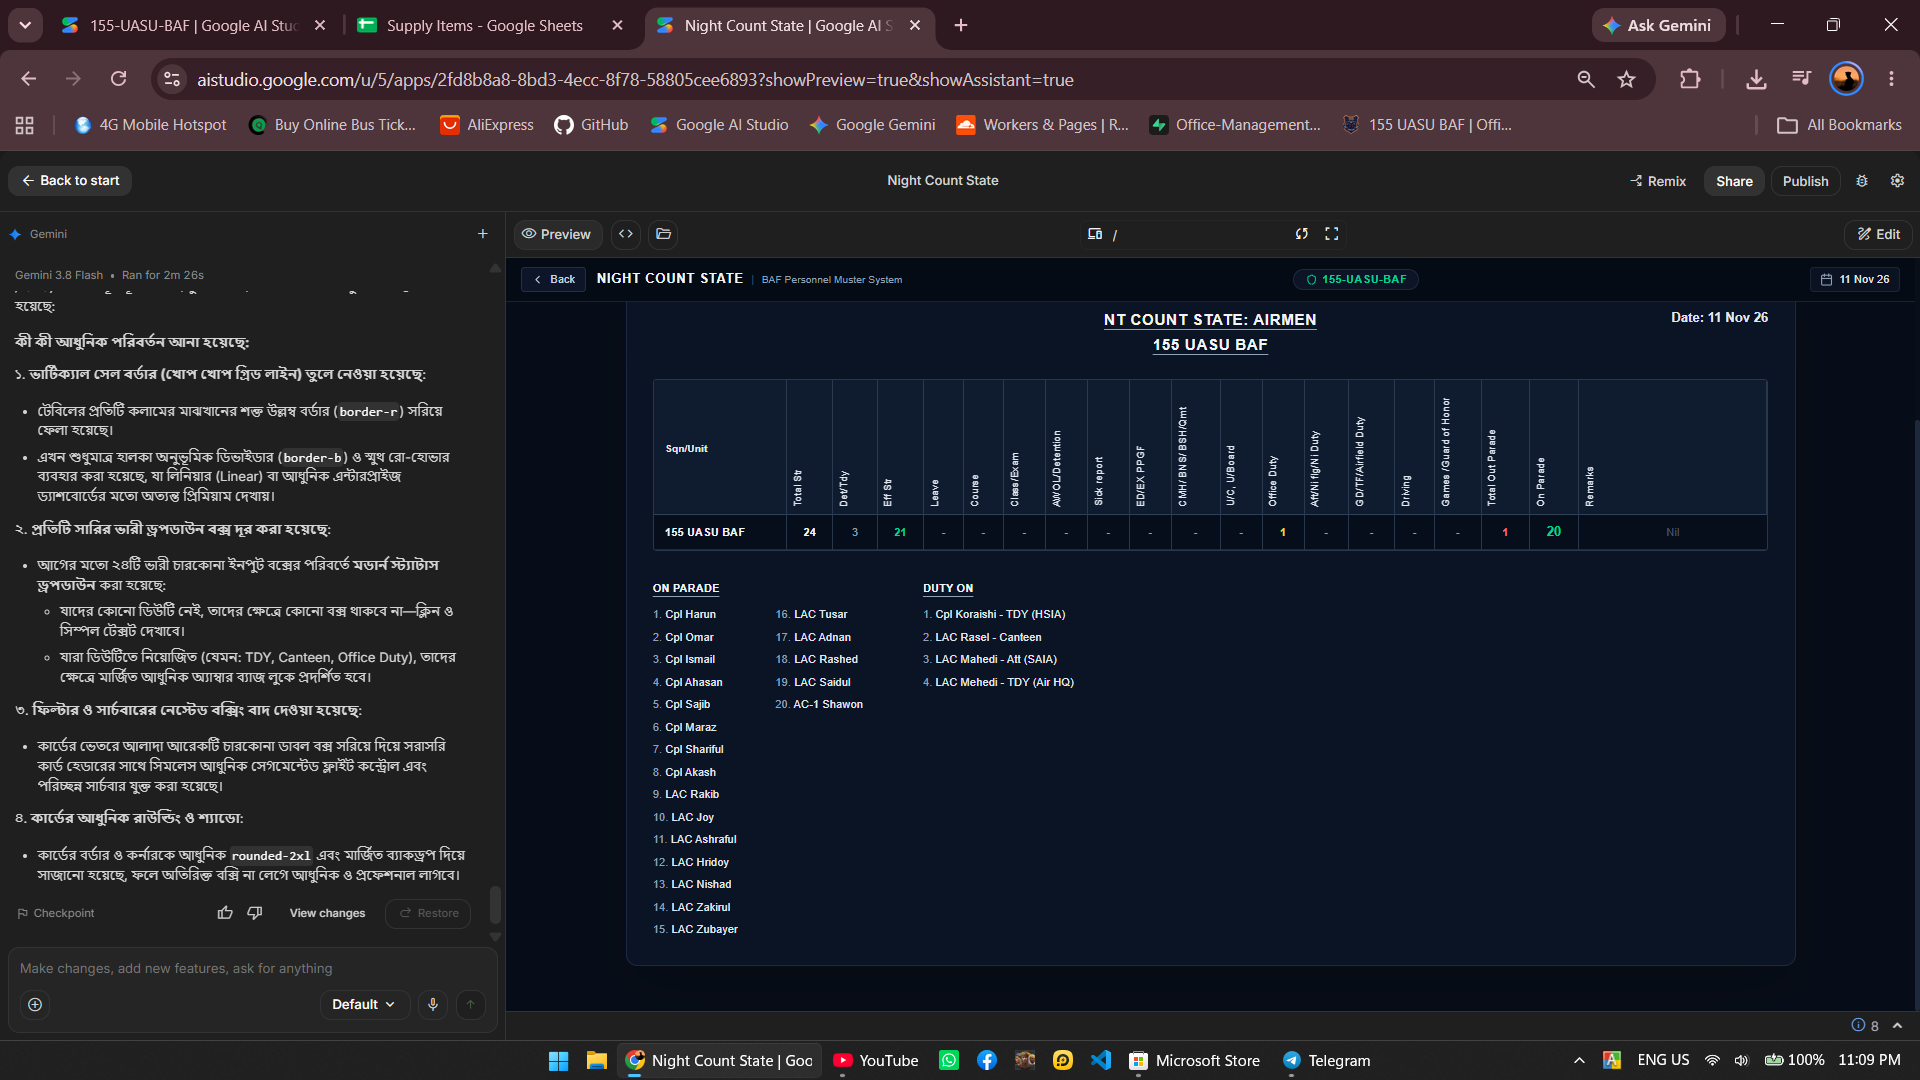 155-UASU-BAF | Google AI Stuc
Supply Items - Google Sheets
Night Count State | Google AI S
Ask Gemini
aistudio.google.com/u/5/apps/2fd8b8a8-8bd3-4ecc-8f78-58805cee6893?showPreview=true&showAssistant=true
4G Mobile Hotspot
Buy Online Bus Tick...
AliExpress
GitHub
Google AI Studio
Google Gemini
Workers & Pages | R...
Office-Management...
155 UASU BAF | Offi...
All Bookmarks
Back to start
Night Count State
Remix
Share
Publish
Gemini
Preview
/
Edit
Gemini 3.8 Flash • Ran for 2m 26s
হয়েছে:
কী কী আধুনিক পরিবর্তন আনা হয়েছে:
১. ভার্টিক্যাল সেল বর্ডার (খোপ খোপ গ্রিড লাইন) তুলে নেওয়া হয়েছে:
• টেবিলের প্রতিটি কলামের মাঝখানের শক্ত উল্লম্ব বর্ডার (border-r) সরিয়ে
ফেলা হয়েছে।
• এখন শুধুমাত্র হালকা অনুভূমিক ডিভাইডার (border-b) ও স্মুথ রো-হোভার
ব্যবহার করা হয়েছে, যা লিনিয়ার (Linear) বা আধুনিক এন্টারপ্রাইজ
ড্যাশবোর্ডের মতো অত্যন্ত প্রিমিয়াম দেখায়।
২. প্রতিটি সারির ভারী ড্রপডাউন বক্স দূর করা হয়েছে:
• আগের মতো ২৪টি ভারী চারকোনা ইনপুট বক্সের পরিবর্তে মডার্ন স্ট্যাটাস
ড্রপডাউন করা হয়েছে:
◦ যাদের কোনো ডিউটি নেই, তাদের ক্ষেত্রে কোনো বক্স থাকবে না—ক্লিন ও
সিম্পল টেক্সট দেখাবে।
◦ যারা ডিউটিতে নিয়োজিত (যেমন: TDY, Canteen, Office Duty), তাদের
ক্ষেত্রে মার্জিত আধুনিক অ্যাম্বার ব্যাজ লুকে প্রদর্শিত হবে।
৩. ফিল্টার ও সার্চবারের নেস্টেড বক্সিং বাদ দেওয়া হয়েছে:
• কার্ডের ভেতরে আলাদা আরেকটি চারকোনা ডাবল বক্স সরিয়ে দিয়ে সরাসরি
কার্ড হেডারের সাথে সিমলেস আধুনিক সেগমেন্টেড ফ্লাইট কন্ট্রোল এবং
পরিচ্ছন্ন সার্চবার যুক্ত করা হয়েছে।
৪. কার্ডের আধুনিক রাউন্ডিং ও শ্যাডো:
• কার্ডের বর্ডার ও কর্নারকে আধুনিক rounded-2xl এবং মার্জিত ব্যাকড্রপ দিয়ে
সাজানো হয়েছে, ফলে অতিরিক্ত বক্সি না লেগে আধুনিক ও প্রফেশনাল লাগবে।
Checkpoint
View changes
Restore
Make changes, add new features, ask for anything
Default
Back
NIGHT COUNT STATE | BAF Personnel Muster System
155-UASU-BAF
11 Nov 26
NT COUNT STATE: AIRMEN
Date: 11 Nov 26
155 UASU BAF
Sqn/Unit
Total Str
Det/Tdy
Eff Str
Leave
Course
Class/Exam
AWOL/Detention
Sick report
ED/EX PPGF
CMH/ BNS/ BSH/Qmt
U/C, U/Board
Office Duty
Aft/Ni flg/Ni Duty
GD/TF/Airfield Duty
Driving
Games /Guard of Honor
Total Out Parade
On Parade
Remarks
155 UASU BAF 24 3 21 - - - - - - - - 1 - - - - 1 20 Nil
ON PARADE
1. Cpl Harun
2. Cpl Omar
3. Cpl Ismail
4. Cpl Ahasan
5. Cpl Sajib
6. Cpl Maraz
7. Cpl Shariful
8. Cpl Akash
9. LAC Rakib
10. LAC Joy
11. LAC Ashraful
12. LAC Hridoy
13. LAC Nishad
14. LAC Zakirul
15. LAC Zubayer
16. LAC Tusar
17. LAC Adnan
18. LAC Rashed
19. LAC Saidul
20. AC-1 Shawon
DUTY ON
1. Cpl Koraishi - TDY (HSIA)
2. LAC Rasel - Canteen
3. LAC Mahedi - Att (SAIA)
4. LAC Mehedi - TDY (Air HQ)
8
Night Count State | Goo
YouTube
Microsoft Store
Telegram
ENG US
100%
11:09 PM